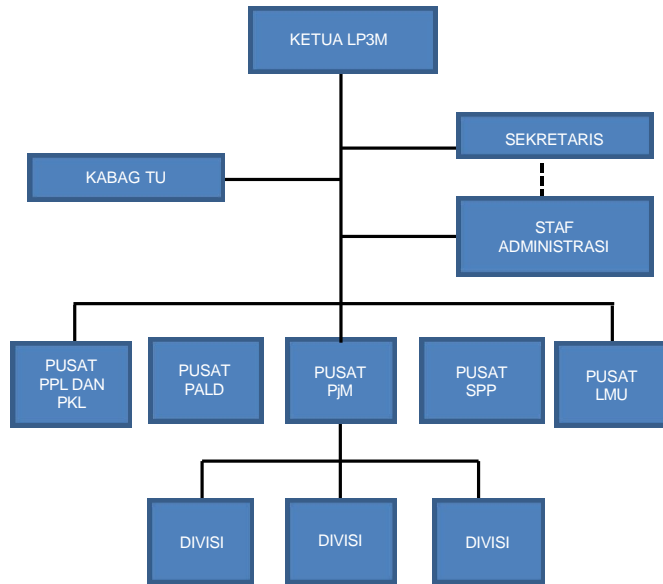 KETUA LP3M
SEKRETARIS
KABAG TU
STAF
ADMINISTRASI
PUSAT
PPL DAN
PKL
PUSAT
PALD
PUSAT
PjM
PUSAT
SPP
PUSAT
LMU
DIVISI
DIVISI
DIVISI